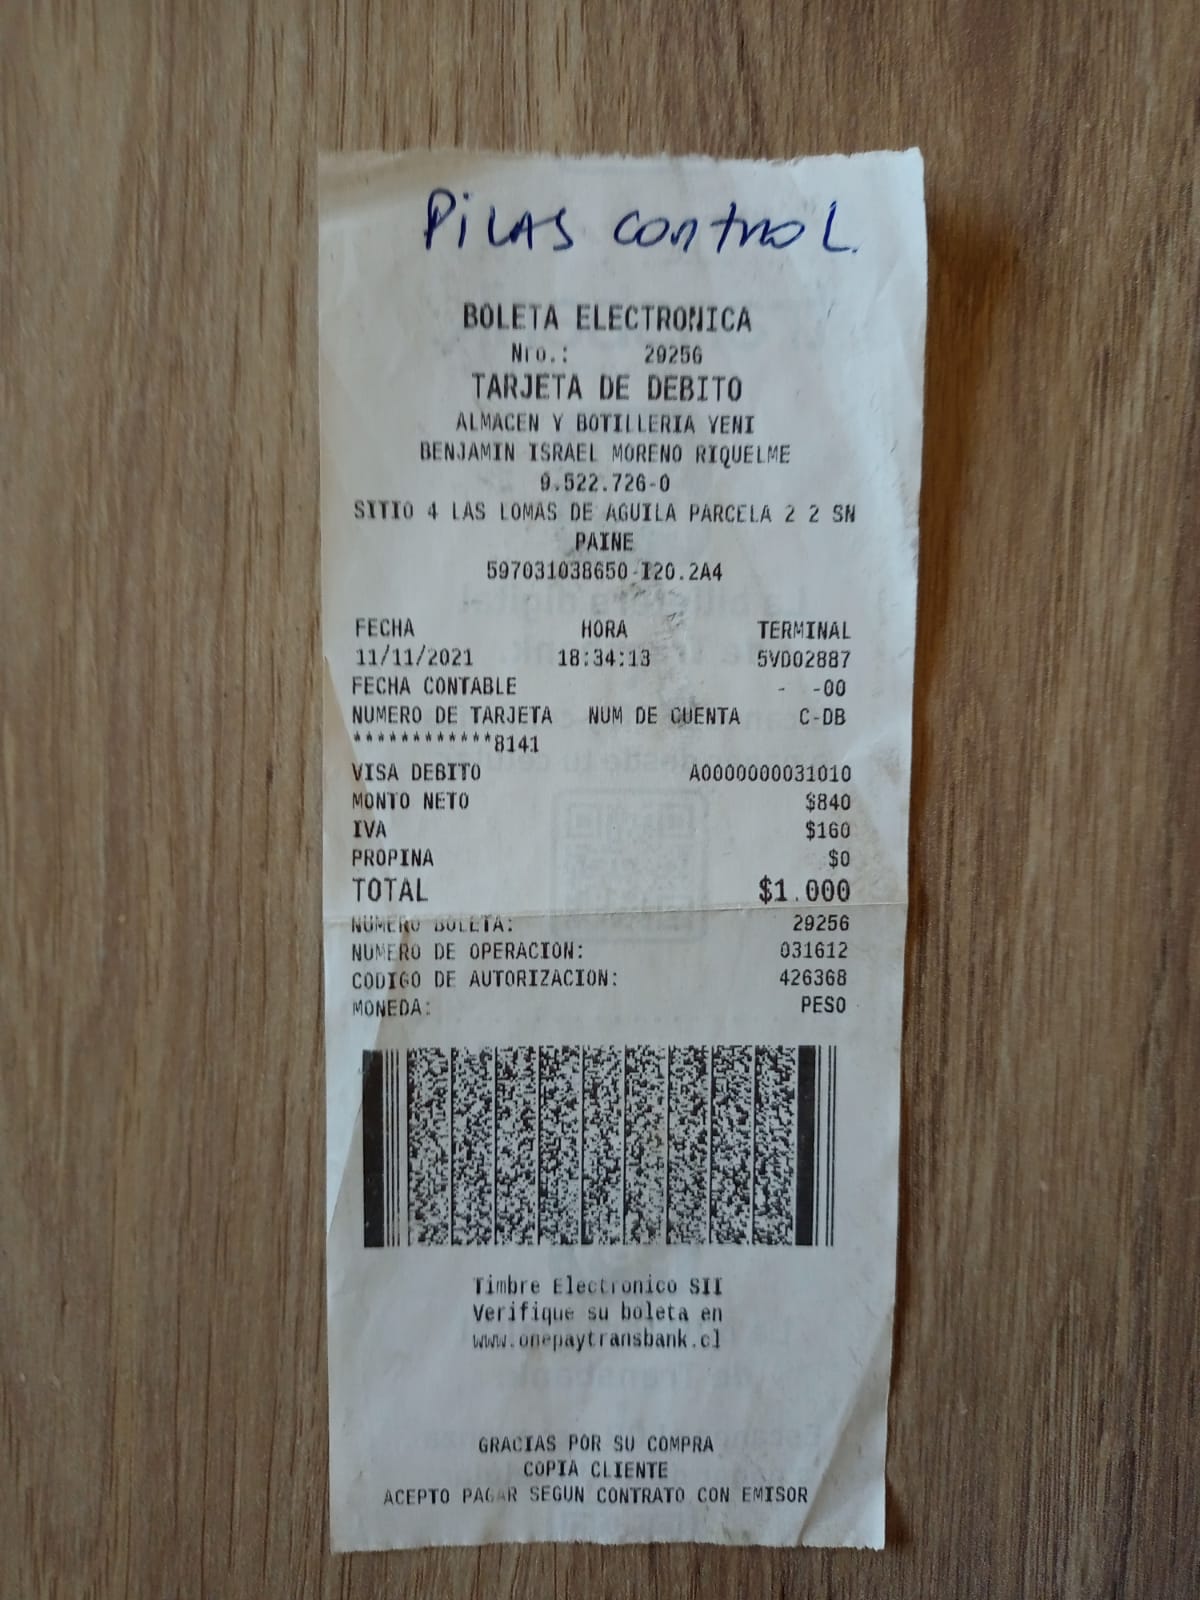 PILAS CONTROL.
BOLETA ELECTRONICA
Nro.: 29256
TARJETA DE DEBITO
ALMACEN Y BOTILLERIA YENI
BENJAMIN ISRAEL MORENO RIQUELME
9.522.726-0
SITIO 4 LAS LOMAS DE AGUILA PARCELA 2 2 SN
PAINE
597031038650-I20.2A4
FECHA HORA TERMINAL
11/11/2021 18:34:13 5VD02887
FECHA CONTABLE - -00
NUMERO DE TARJETA NUM DE CUENTA C-DB
************8141
VISA DEBITO A0000000031010
MONTO NETO $840
IVA $160
PROPINA $0
TOTAL $1.000
NUMERO BOLETA: 29256
NUMERO DE OPERACION: 031612
CODIGO DE AUTORIZACION: 426368
MONEDA: PESO
Timbre Electronico SII
Verifique su boleta en
www.onepaytransbank.cl
GRACIAS POR SU COMPRA
COPIA CLIENTE
ACEPTO PAGAR SEGUN CONTRATO CON EMISOR